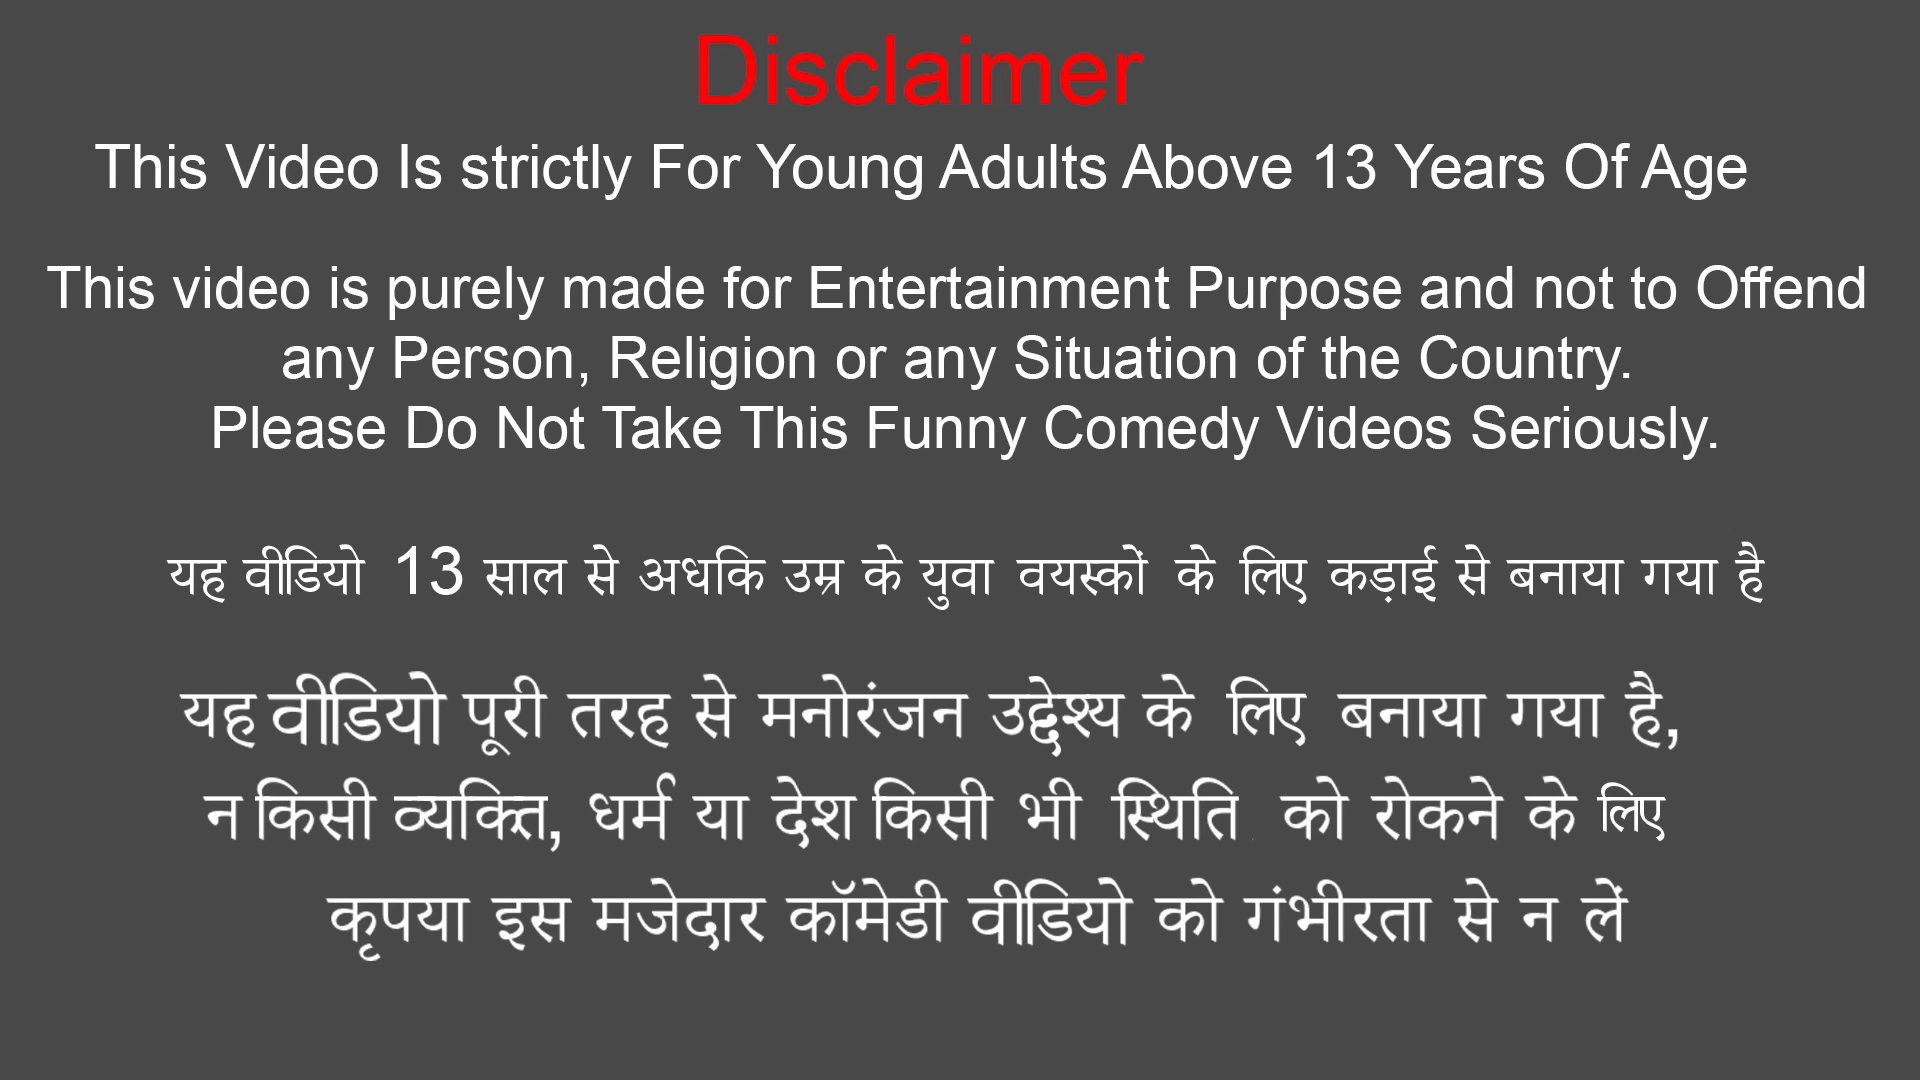 Disclaimer
This Video Is strictly For Young Adults Above 13 Years Of Age
This video is purely made for Entertainment Purpose and not to Offend
any Person, Religion or any Situation of the Country.
Please Do Not Take This Funny Comedy Videos Seriously.
यह वीडियो 13 साल से अधकि उम्र के युवा वयस्कों के लिए कड़ाई से बनाया गया है
यह वीडियो पूरी तरह से मनोरंजन उद्देश्य के लिए बनाया गया है,
न किसी व्यक्ति, धर्म या देश किसी भी स्थिति को रोकने के लिए
कृपया इस मजेदार कॉमेडी वीडियो को गंभीरता से न लें